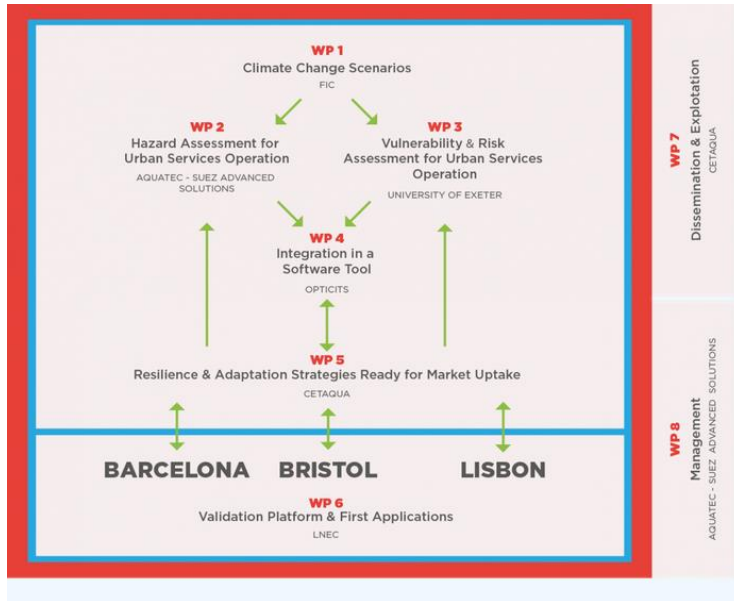 WP 1
Climate Change Scenarios
FIC
WP 2
Hazard Assessment for
Urban Services Operation
AQUATEC - SUEZ ADVANCED
SOLUTIONS
WP 3
Vulnerability & Risk
Assessment for Urban Services
Operation
UNIVERSITY OF EXETER
WP 4
Integration in a
Software Tool
OPTICITS
WP 5
Resilience & Adaptation Strategies Ready for Market Uptake
CETAQUA
BARCELONA BRISTOL LISBON
WP 6
Validation Platform & First Applications
LNEC
WP 7
Dissemination & Explotation
CETAQUA
WP 8
Management
AQUATEC - SUEZ ADVANCED SOLUTIONS